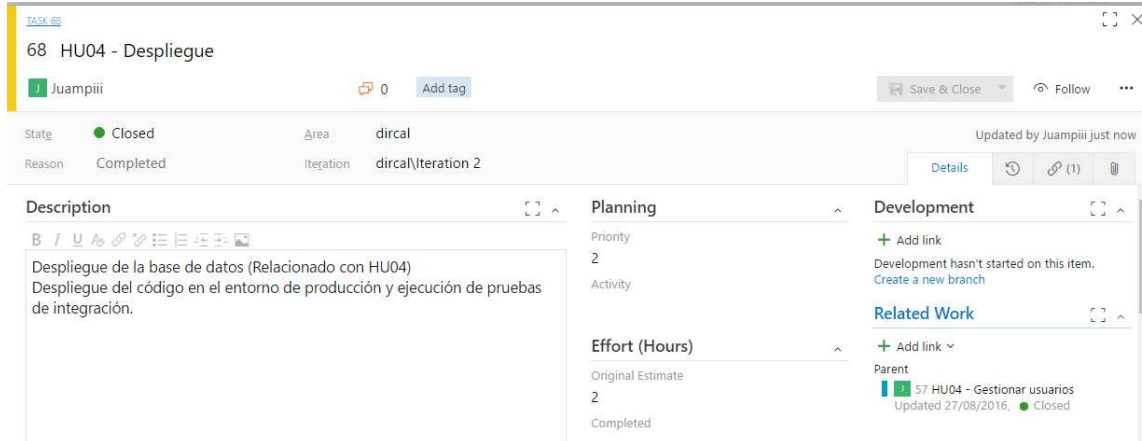 TASK 68
68 HU04 - Despliegue
J Juampiii 0 Add tag Save & Close Follow
State Closed Area dircal Updated by Juampiii just now
Reason Completed Iteration dircal\Iteration 2
Details (1)
Description
B I U
Despliegue de la base de datos (Relacionado con HU04)
Despliegue del código en el entorno de producción y ejecución de pruebas
de integración.
Planning
Priority
2
Activity
Effort (Hours)
Original Estimate
2
Completed
Development
Add link
Development hasn't started on this item.
Create a new branch
Related Work
Add link
Parent
J 57 HU04 - Gestionar usuarios
Updated 27/08/2016, Closed